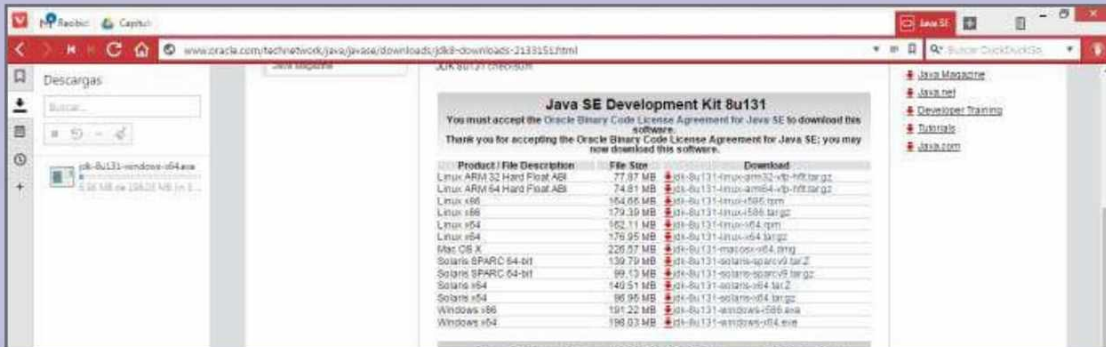 Capitulo
Java SE
www.oracle.com/technetwork/java/javase/downloads/jdk8-downloads-2133151.html
Buscar DuckDuckGo
Descargas
Buscar...
jdk-8u131-windows-x64.exe
Java Magazine
JDK 8u131 checksum
Java SE Development Kit 8u131
You must accept the Oracle Binary Code License Agreement for Java SE to download this
software.
Thank you for accepting the Oracle Binary Code License Agreement for Java SE; you may
now download this software.
Product / File Description File Size Download
Linux ARM 32 Hard Float ABI 77.87 MB jdk-8u131-linux-arm32-vfp-hflt.tar.gz
Linux ARM 64 Hard Float ABI 74.81 MB jdk-8u131-linux-arm64-vfp-hflt.tar.gz
Linux x86 164.66 MB jdk-8u131-linux-i586.rpm
Linux x86 179.39 MB jdk-8u131-linux-i586.tar.gz
Linux x64 162.11 MB jdk-8u131-linux-x64.rpm
Linux x64 176.95 MB jdk-8u131-linux-x64.tar.gz
Mac OS X 226.57 MB jdk-8u131-macosx-x64.dmg
Solaris SPARC 64-bit 139.79 MB jdk-8u131-solaris-sparcv9.tar.Z
Solaris SPARC 64-bit 99.13 MB jdk-8u131-solaris-sparcv9.tar.gz
Solaris x64 140.51 MB jdk-8u131-solaris-x64.tar.Z
Solaris x64 96.96 MB jdk-8u131-solaris-x64.tar.gz
Windows x86 191.22 MB jdk-8u131-windows-i586.exe
Windows x64 198.03 MB jdk-8u131-windows-x64.exe
Java Magazine
Java.net
Developer Training
Tutorials
Java.com